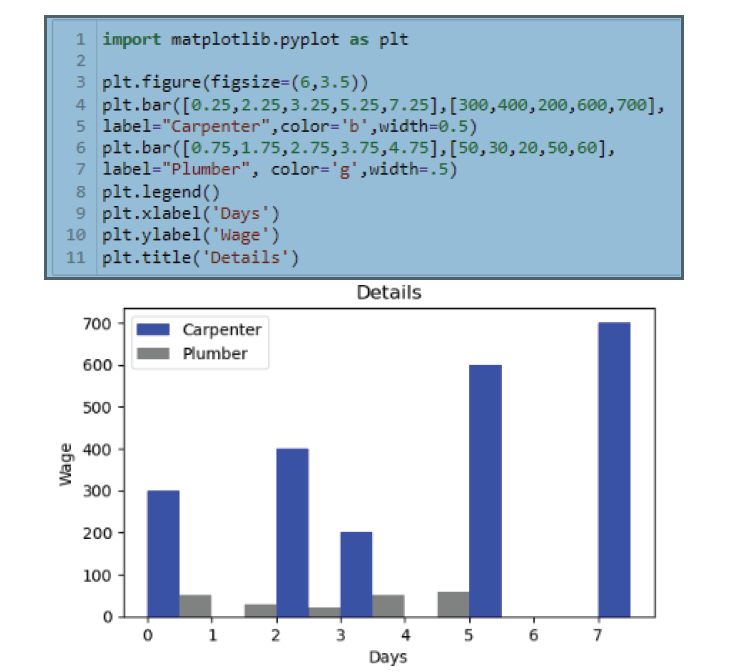 1 import matplotlib.pyplot as plt
2
3 plt.figure(figsize=(6,3.5))
4 plt.bar([0.25,2.25,3.25,5.25,7.25],[300,400,200,600,700],
5 label="Carpenter",color='b',width=0.5)
6 plt.bar([0.75,1.75,2.75,3.75,4.75],[50,30,20,50,60],
7 label="Plumber", color='g',width=.5)
8 plt.legend()
9 plt.xlabel('Days')
10 plt.ylabel('Wage')
11 plt.title('Details')
Details
Carpenter
Plumber
700
600
500
400
300
200
100
0
Wage
0 1 2 3 4 5 6 7
Days